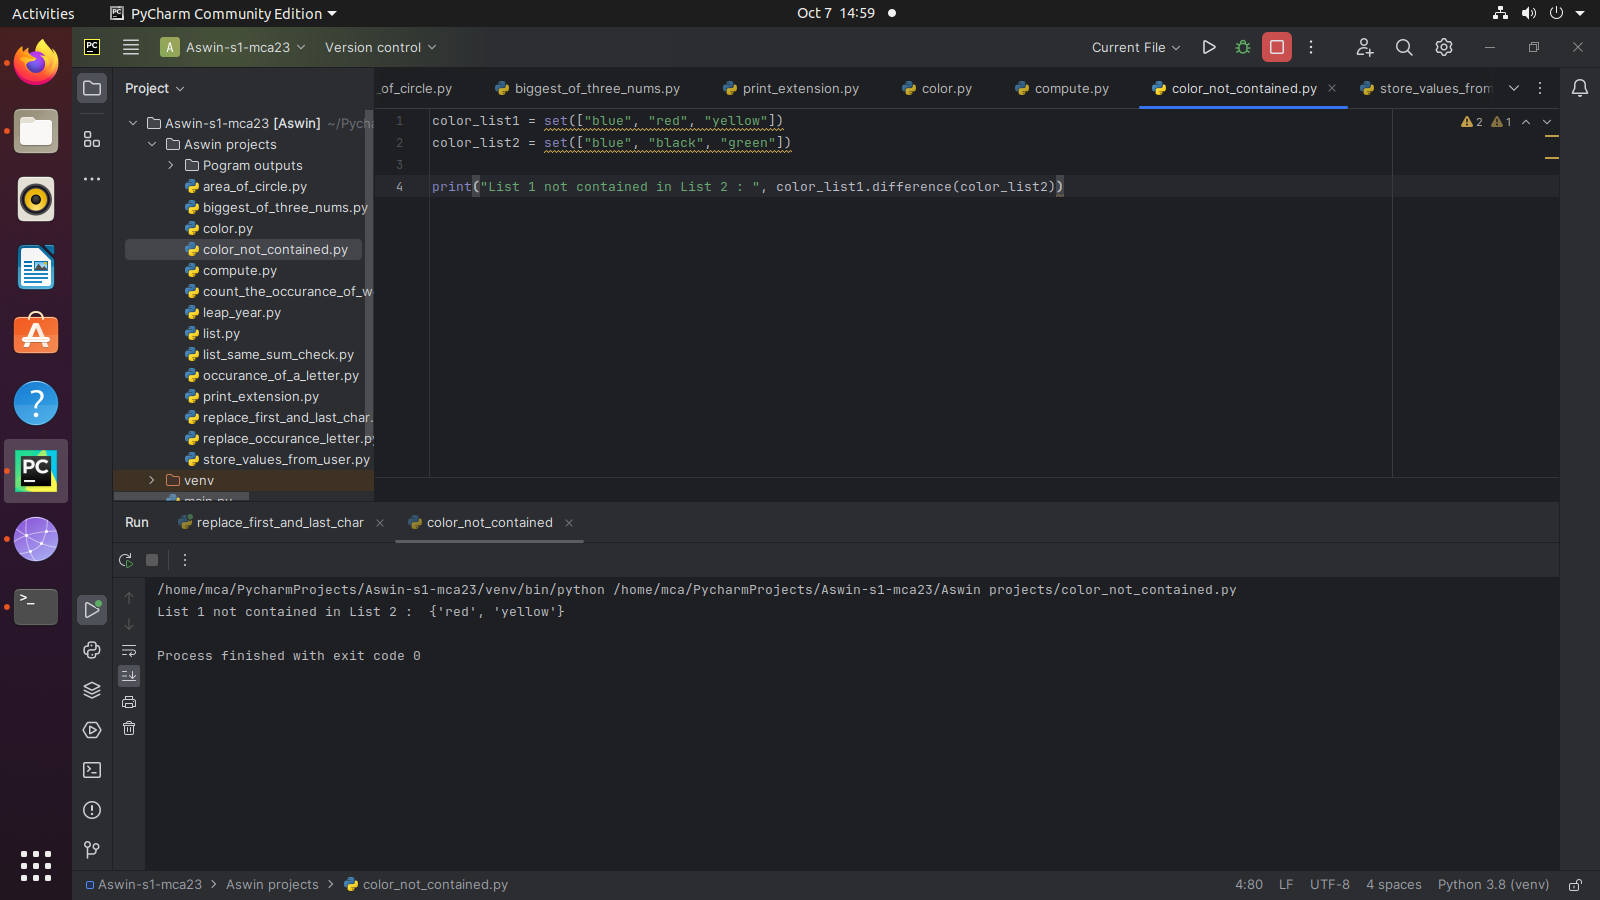 Activities
PyCharm Community Edition
Oct 7 14:59
PC
A
Aswin-s1-mca23
Version control
Current File
Project
_of_circle.py
biggest_of_three_nums.py
print_extension.py
color.py
compute.py
color_not_contained.py
store_values_from
Aswin-s1-mca23 [Aswin] ~/Pycha
Aswin projects
Pogram outputs
area_of_circle.py
biggest_of_three_nums.py
color.py
color_not_contained.py
compute.py
count_the_occurance_of_w
leap_year.py
list.py
list_same_sum_check.py
occurance_of_a_letter.py
print_extension.py
replace_first_and_last_char.
replace_occurance_letter.py
store_values_from_user.py
venv
main.py
1 color_list1 = set(["blue", "red", "yellow"])
2 color_list2 = set(["blue", "black", "green"])
3
4 print("List 1 not contained in List 2 : ", color_list1.difference(color_list2))
2 1
Run
replace_first_and_last_char
color_not_contained
/home/mca/PycharmProjects/Aswin-s1-mca23/venv/bin/python /home/mca/PycharmProjects/Aswin-s1-mca23/Aswin projects/color_not_contained.py
List 1 not contained in List 2 :  {'red', 'yellow'}
Process finished with exit code 0
PC
Aswin-s1-mca23 > Aswin projects > color_not_contained.py
4:80 LF UTF-8 4 spaces Python 3.8 (venv)